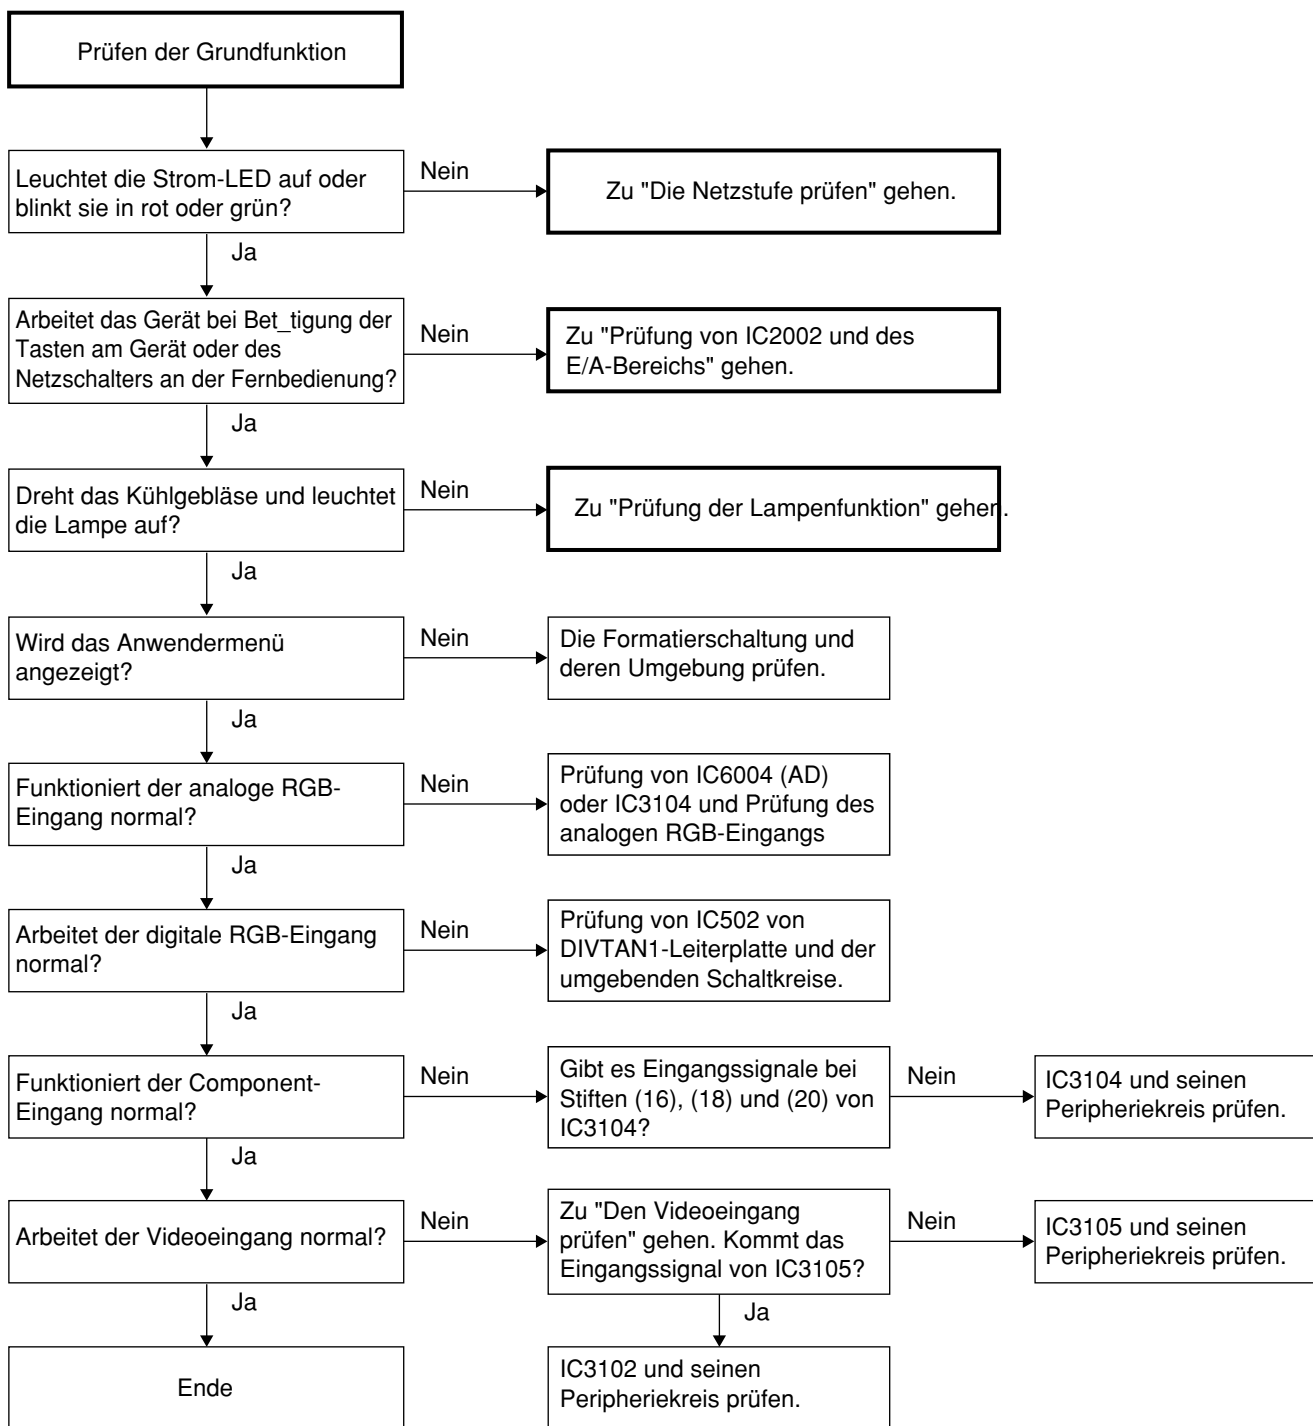 Prüfen der Grundfunktion
Leuchtet die Strom-LED auf oder
blinkt sie in rot oder grün?
Nein
Zu "Die Netzstufe prüfen" gehen.
Ja
Arbeitet das Gerät bei Bet_tigung der
Tasten am Gerät oder des
Netzschalters an der Fernbedienung?
Nein
Zu "Prüfung von IC2002 und des
E/A-Bereichs" gehen.
Ja
Dreht das Kühlgebläse und leuchtet
die Lampe auf?
Nein
Zu "Prüfung der Lampenfunktion" gehen.
Ja
Wird das Anwendermenü
angezeigt?
Nein
Die Formatierschaltung und
deren Umgebung prüfen.
Ja
Funktioniert der analoge RGB-
Eingang normal?
Nein
Prüfung von IC6004 (AD)
oder IC3104 und Prüfung des
analogen RGB-Eingangs
Ja
Arbeitet der digitale RGB-Eingang
normal?
Nein
Prüfung von IC502 von
DIVTAN1-Leiterplatte und der
umgebenden Schaltkreise.
Ja
Funktioniert der Component-
Eingang normal?
Nein
Gibt es Eingangssignale bei
Stiften (16), (18) und (20) von
IC3104?
Nein
IC3104 und seinen
Peripheriekreis prüfen.
Ja
Arbeitet der Videoeingang normal?
Nein
Zu "Den Videoeingang
prüfen" gehen. Kommt das
Eingangssignal von IC3105?
Nein
IC3105 und seinen
Peripheriekreis prüfen.
Ja
Ja
Ende
IC3102 und seinen
Peripheriekreis prüfen.